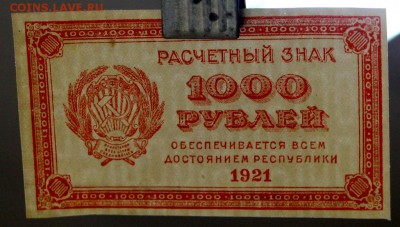 COINS.LAVE.RU
РАСЧЕТНЫЙ ЗНАК
1000
РУБЛЕЙ
ОБЕСПЕЧИВАЕТСЯ ВСЕМ
ДОСТОЯНИЕМ РЕСПУБЛИКИ
1921